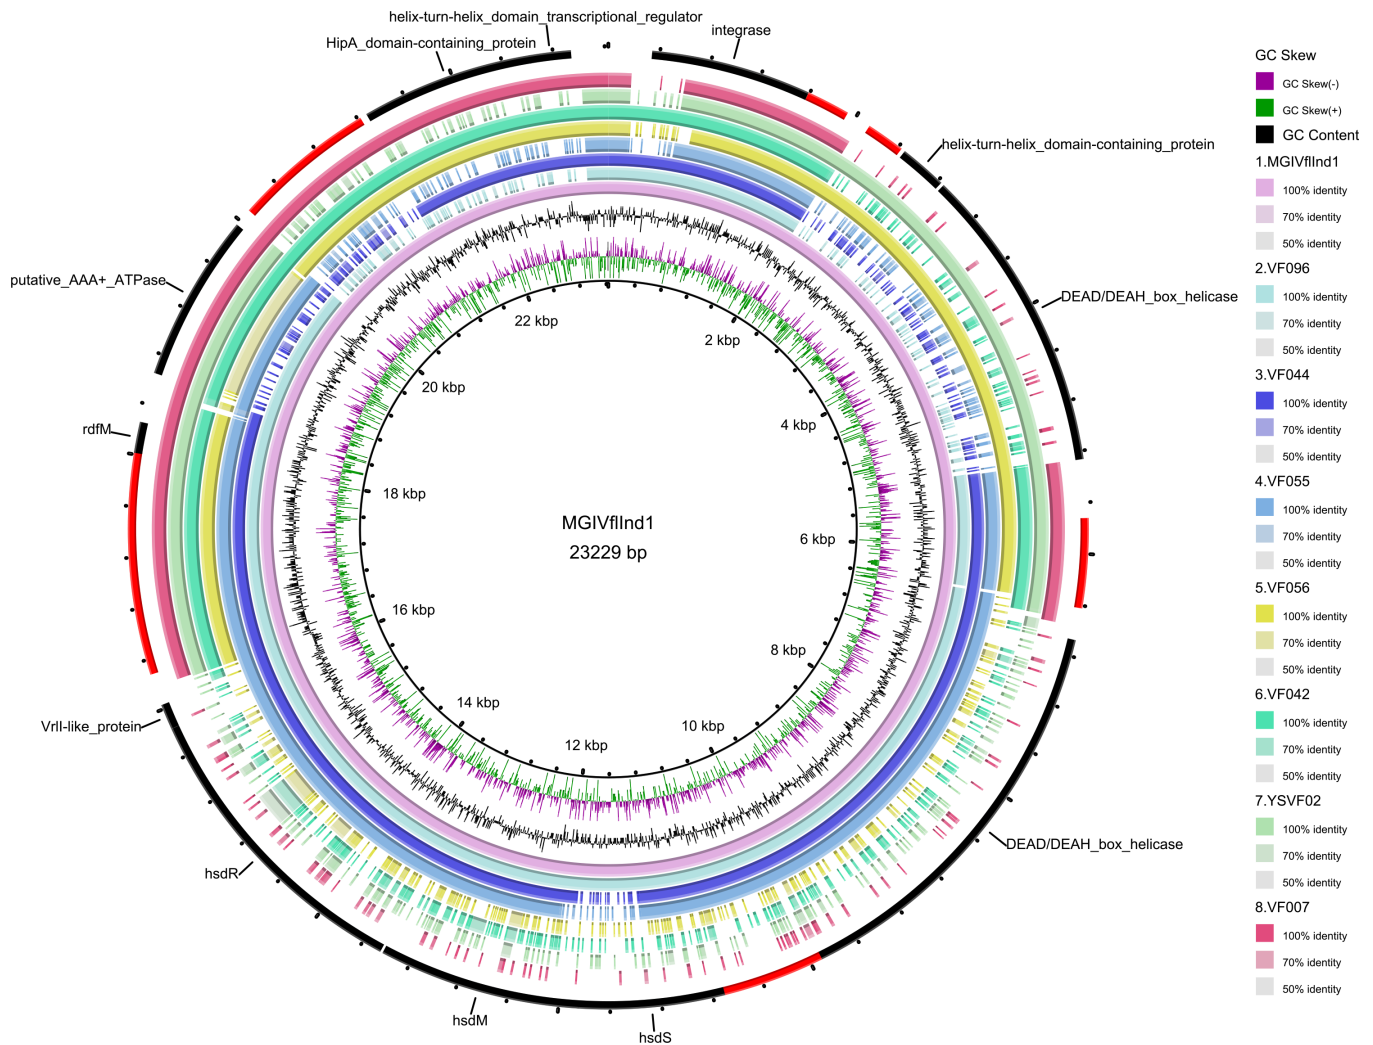 helix-turn-helix_domain_transcriptional_regulator
HipA_domain-containing_protein
integrase
helix-turn-helix_domain-containing_protein
putative_AAA+_ATPase
DEAD/DEAH_box_helicase
rdfM
VrlI-like_protein
DEAD/DEAH_box_helicase
hsdR
hsdM
hsdS
22 kbp
2 kbp
20 kbp
4 kbp
18 kbp
6 kbp
16 kbp
8 kbp
14 kbp
10 kbp
12 kbp
MGIVflInd1
23229 bp
GC Skew
GC Skew(-)
GC Skew(+)
GC Content
1.MGIVflInd1
100% identity
70% identity
50% identity
2.VF096
100% identity
70% identity
50% identity
3.VF044
100% identity
70% identity
50% identity
4.VF055
100% identity
70% identity
50% identity
5.VF056
100% identity
70% identity
50% identity
6.VF042
100% identity
70% identity
50% identity
7.YSVF02
100% identity
70% identity
50% identity
8.VF007
100% identity
70% identity
50% identity